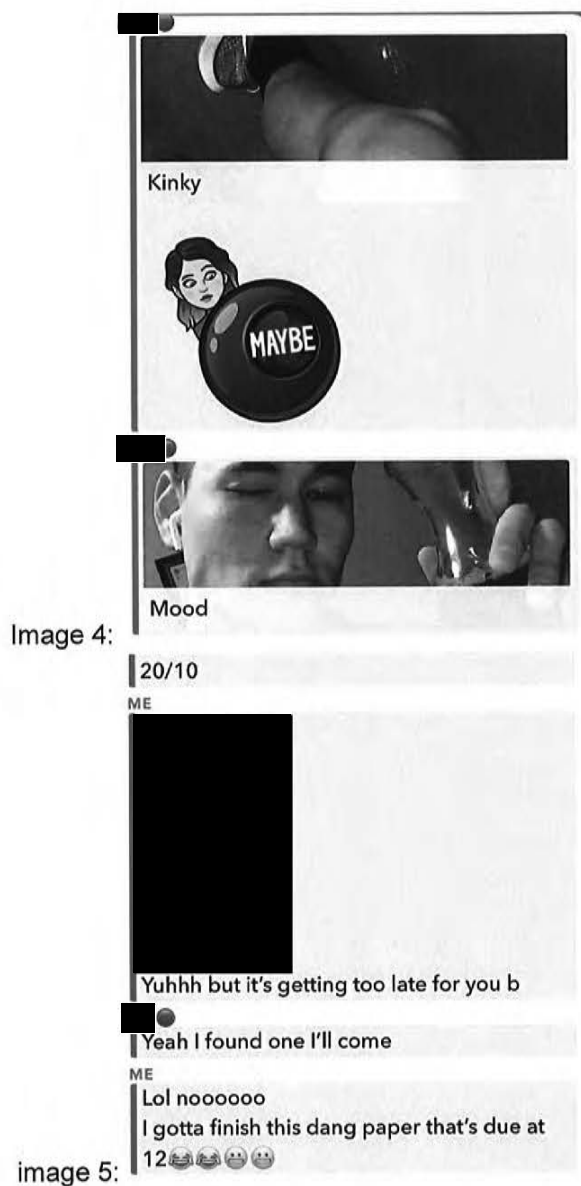 Kinky
MAYBE
Mood
Image 4:
20/10
ME
Yuhhh but it's getting too late for you b
Yeah I found one I'll come
ME
Lol noooooo
I gotta finish this dang paper that's due at
12😂😂😬😬
image 5: